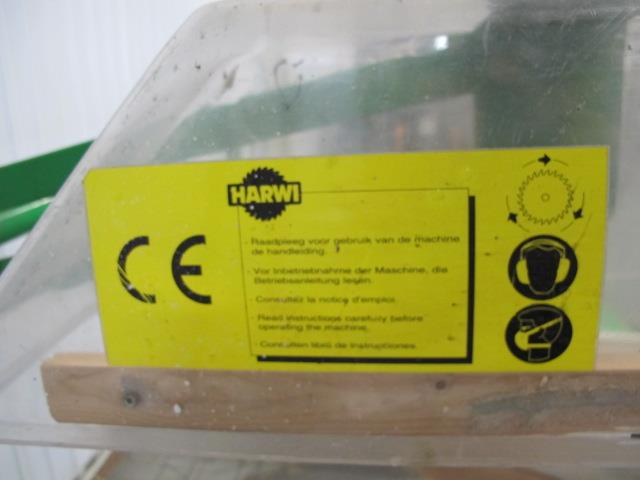 HARWI
CE
- Raadpleeg voor gebruik van de machine
de handleiding.
- Vor Inbetriebnahme der Maschine, die
Betriebsanleitung lesen.
- Consultez la notice d'emploi.
- Read instructions carefully before
operating the machine.
- Consulten libro de instrucciones.